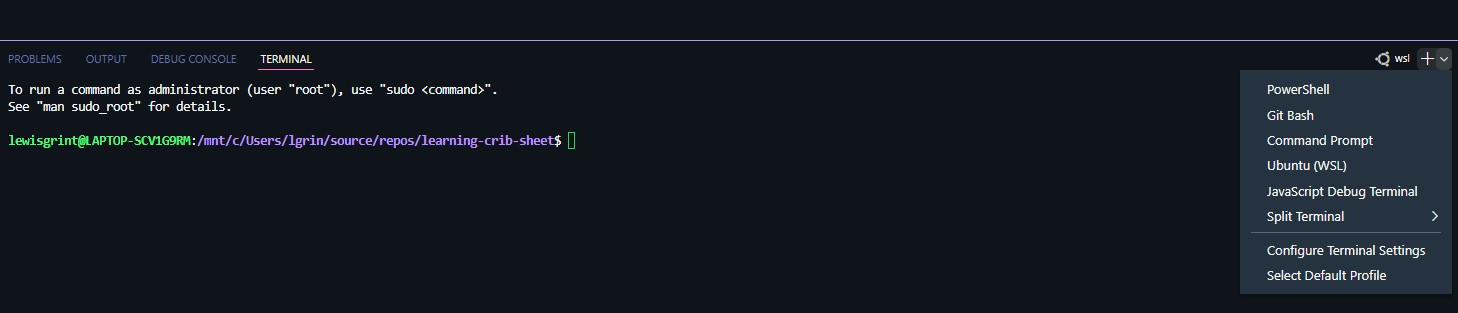 PROBLEMS OUTPUT DEBUG CONSOLE TERMINAL wsl
To run a command as administrator (user "root"), use "sudo <command>".
See "man sudo_root" for details.
lewisgrint@LAPTOP-SCV1G9RM:/mnt/c/Users/lgrin/source/repos/learning-crib-sheet$
PowerShell
Git Bash
Command Prompt
Ubuntu (WSL)
JavaScript Debug Terminal
Split Terminal
Configure Terminal Settings
Select Default Profile